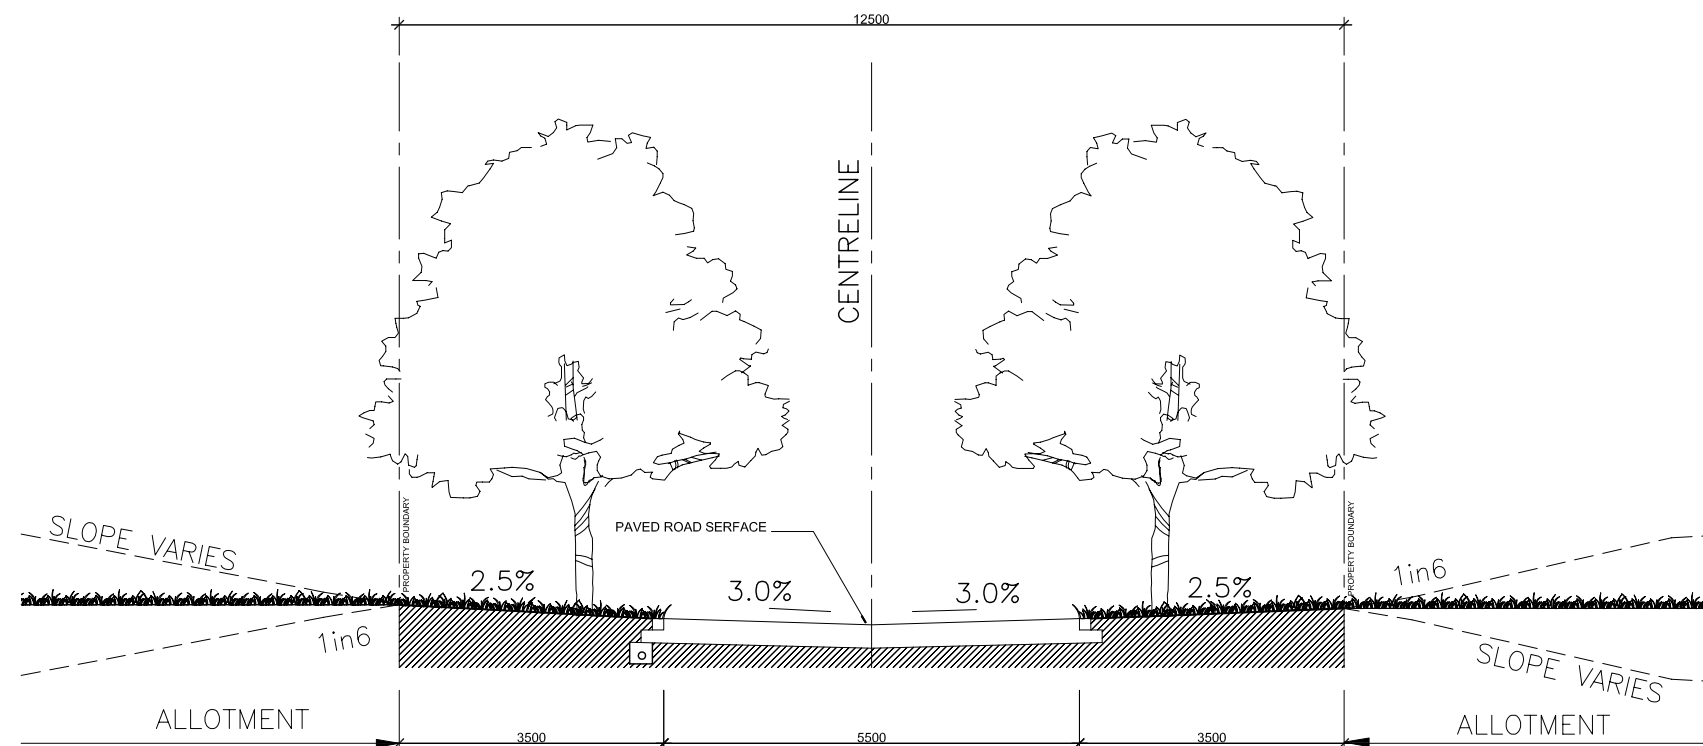 12500
CENTRELINE
PROPERTY BOUNDARY
PROPERTY BOUNDARY
PAVED ROAD SERFACE
SLOPE VARIES
2.5%
3.0%
3.0%
2.5%
1in6
1in6
SLOPE VARIES
ALLOTMENT
ALLOTMENT
3500
5500
3500